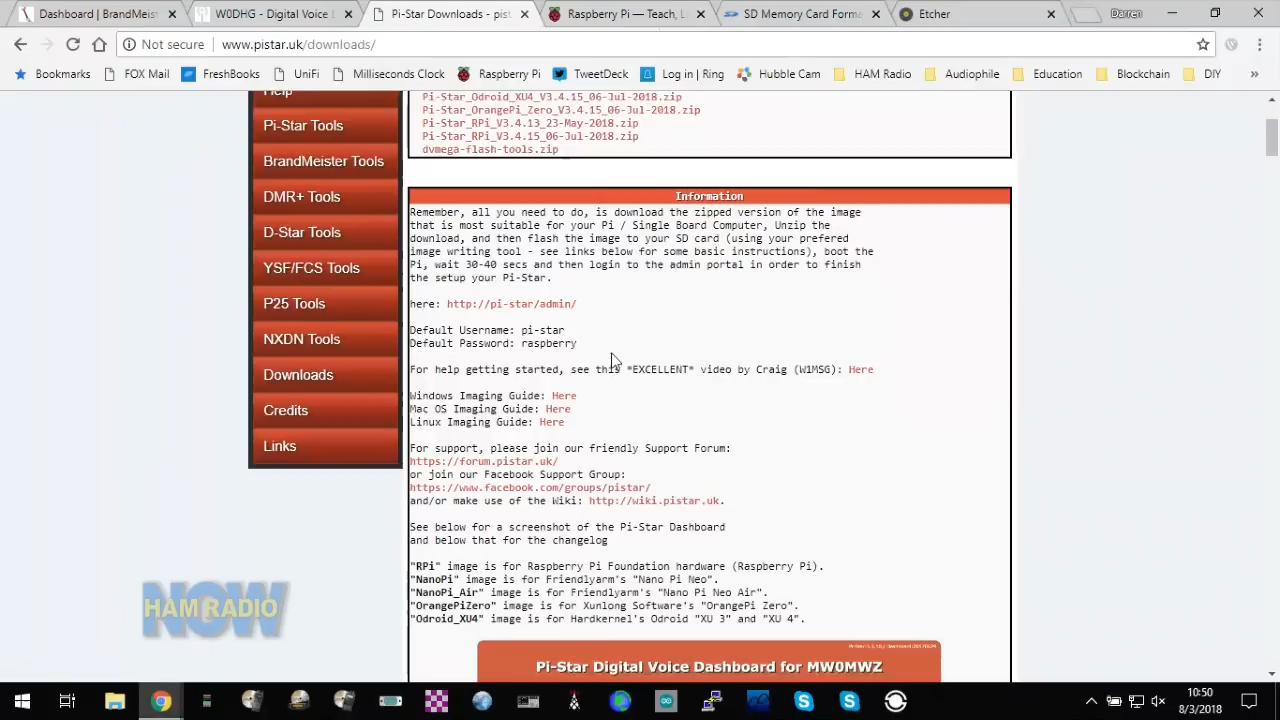 Dashboard | BrandMeist
W0DHG - Digital Voice
Pi-Star Downloads - pi-st
Raspberry Pi — Teach, L
SD Memory Card Forma
Etcher
Darren
Not secure
www.pistar.uk/downloads/
Bookmarks
FOX Mail
FreshBooks
UniFi
Milliseconds Clock
Raspberry Pi
TweetDeck
Log in | Ring
Hubble Cam
HAM Radio
Audiophile
Education
Blockchain
DIY
Help
Pi-Star Tools
BrandMeister Tools
DMR+ Tools
D-Star Tools
YSF/FCS Tools
P25 Tools
NXDN Tools
Downloads
Credits
Links
Pi-Star_Odroid_XU4_V3.4.15_06-Jul-2018.zip
Pi-Star_OrangePi_Zero_V3.4.15_06-Jul-2018.zip
Pi-Star_RPi_V3.4.13_23-May-2018.zip
Pi-Star_RPi_V3.4.15_06-Jul-2018.zip
dvmega-flash-tools.zip
Information
Remember, all you need to do, is download the zipped version of the image
that is most suitable for your Pi / Single Board Computer, Unzip the
download, and then flash the image to your SD card (using your prefered
image writing tool - see links below for some basic instructions), boot the
Pi, wait 30-40 secs and then login to the admin portal in order to finish
the setup your Pi-Star.
here: http://pi-star/admin/
Default Username: pi-star
Default Password: raspberry
For help getting started, see this *EXCELLENT* video by Craig (W1MSG): Here
Windows Imaging Guide: Here
Mac OS Imaging Guide: Here
Linux Imaging Guide: Here
For support, please join our friendly Support Forum:
https://forum.pistar.uk/
or join our Facebook Support Group:
https://www.facebook.com/groups/pistar/
and/or make use of the Wiki: http://wiki.pistar.uk.
See below for a screenshot of the Pi-Star Dashboard
and below that for the changelog
"RPi" image is for Raspberry Pi Foundation hardware (Raspberry Pi).
"NanoPi" image is for Friendlyarm's "Nano Pi Neo".
"NanoPi_Air" image is for Friendlyarm's "Nano Pi Neo Air".
"OrangePiZero" image is for Xunlong Software's "OrangePi Zero".
"Odroid_XU4" image is for Hardkernel's Odroid "XU 3" and "XU 4".
Pi-Star Digital Voice Dashboard for MW0MWZ
HAM RADIO
NOW
10:50
8/3/2018